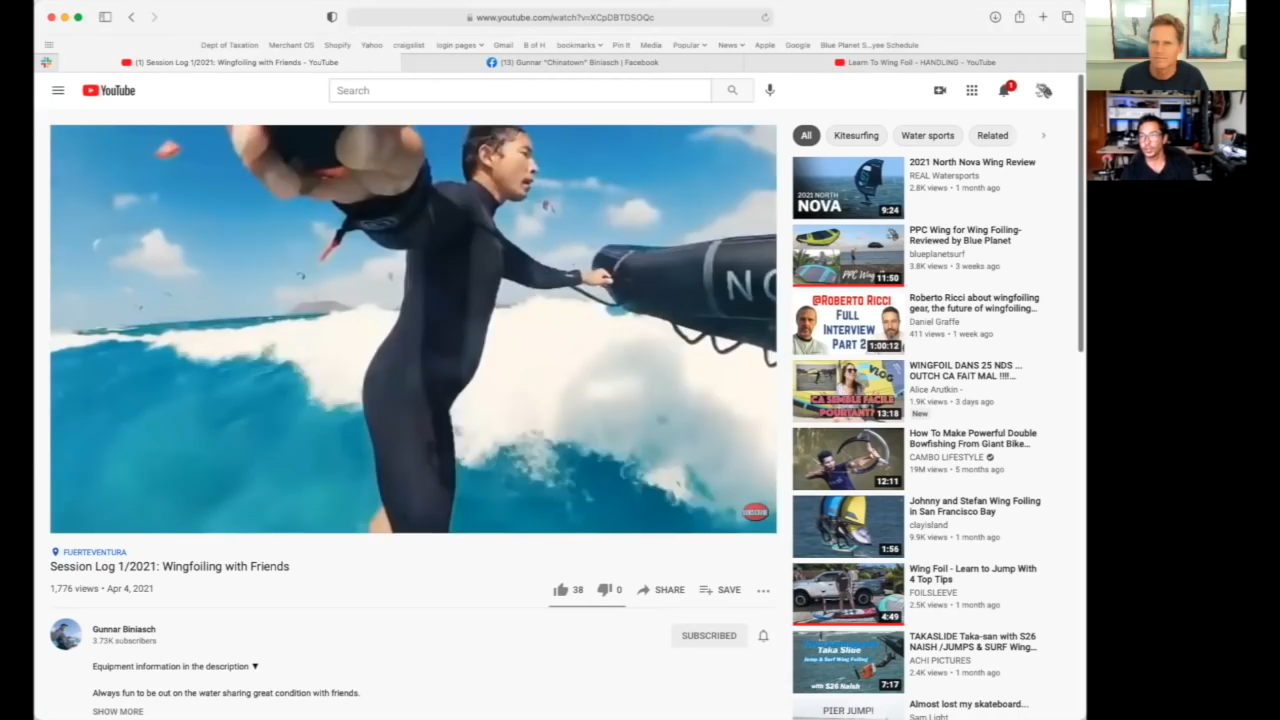 www.youtube.com/watch?v=XCpDBTDSOQc
Dept of Taxation Merchant OS Shopify Yahoo craigslist login pages Gmail B of H bookmarks Pin It Media Popular News Apple Google Blue Planet S...yee Schedule
(1) Session Log 1/2021: Wingfoiling with Friends - YouTube
(13) Gunnar "Chinatown" Biniasch | Facebook
Learn To Wing Foil - HANDLING - YouTube
YouTube
Search
1
NO
SUBSCRIBE
FUERTEVENTURA
Session Log 1/2021: Wingfoiling with Friends
1,776 views • Apr 4, 2021
38
0
SHARE
SAVE
Gunnar Biniasch
3.73K subscribers
SUBSCRIBED
Equipment information in the description ▼
Always fun to be out on the water sharing great condition with friends.
SHOW MORE
All
Kitesurfing
Water sports
Related
2021 NORTH
NOVA
9:24
2021 North Nova Wing Review
REAL Watersports
2.8K views • 1 month ago
PPC Wing
11:50
PPC Wing for Wing Foiling-
Reviewed by Blue Planet
blueplanetsurf
3.8K views • 3 weeks ago
@ROBERTO RICCI
FULL
INTERVIEW
PART 2
1:00:12
Roberto Ricci about wingfoiling
gear, the future of wingfoiling...
Daniel Graffe
411 views • 1 week ago
VLOG
CA SEMBLE FACILE
POURTANT?
13:18
WINGFOIL DANS 25 NDS ...
OUTCH CA FAIT MAL !!!!...
Alice Arutkin -
1.9K views • 3 days ago
New
12:11
How To Make Powerful Double
Bowfishing From Giant Bike...
CAMBO LIFESTYLE
19M views • 5 months ago
1:56
Johnny and Stefan Wing Foiling
in San Francisco Bay
clayisland
9.9K views • 1 month ago
4:49
Wing Foil - Learn to Jump With
4 Top Tips
FOILSLEEVE
2.5K views • 1 month ago
Taka Slide
Jump & Surf Wing Foiling
with S26 Naish
7:17
TAKASLIDE Taka-san with S26
NAISH /JUMPS & SURF Wing...
ACHI PICTURES
2.4K views • 1 month ago
PIER JUMP!
Almost lost my skateboard...
Sam Light